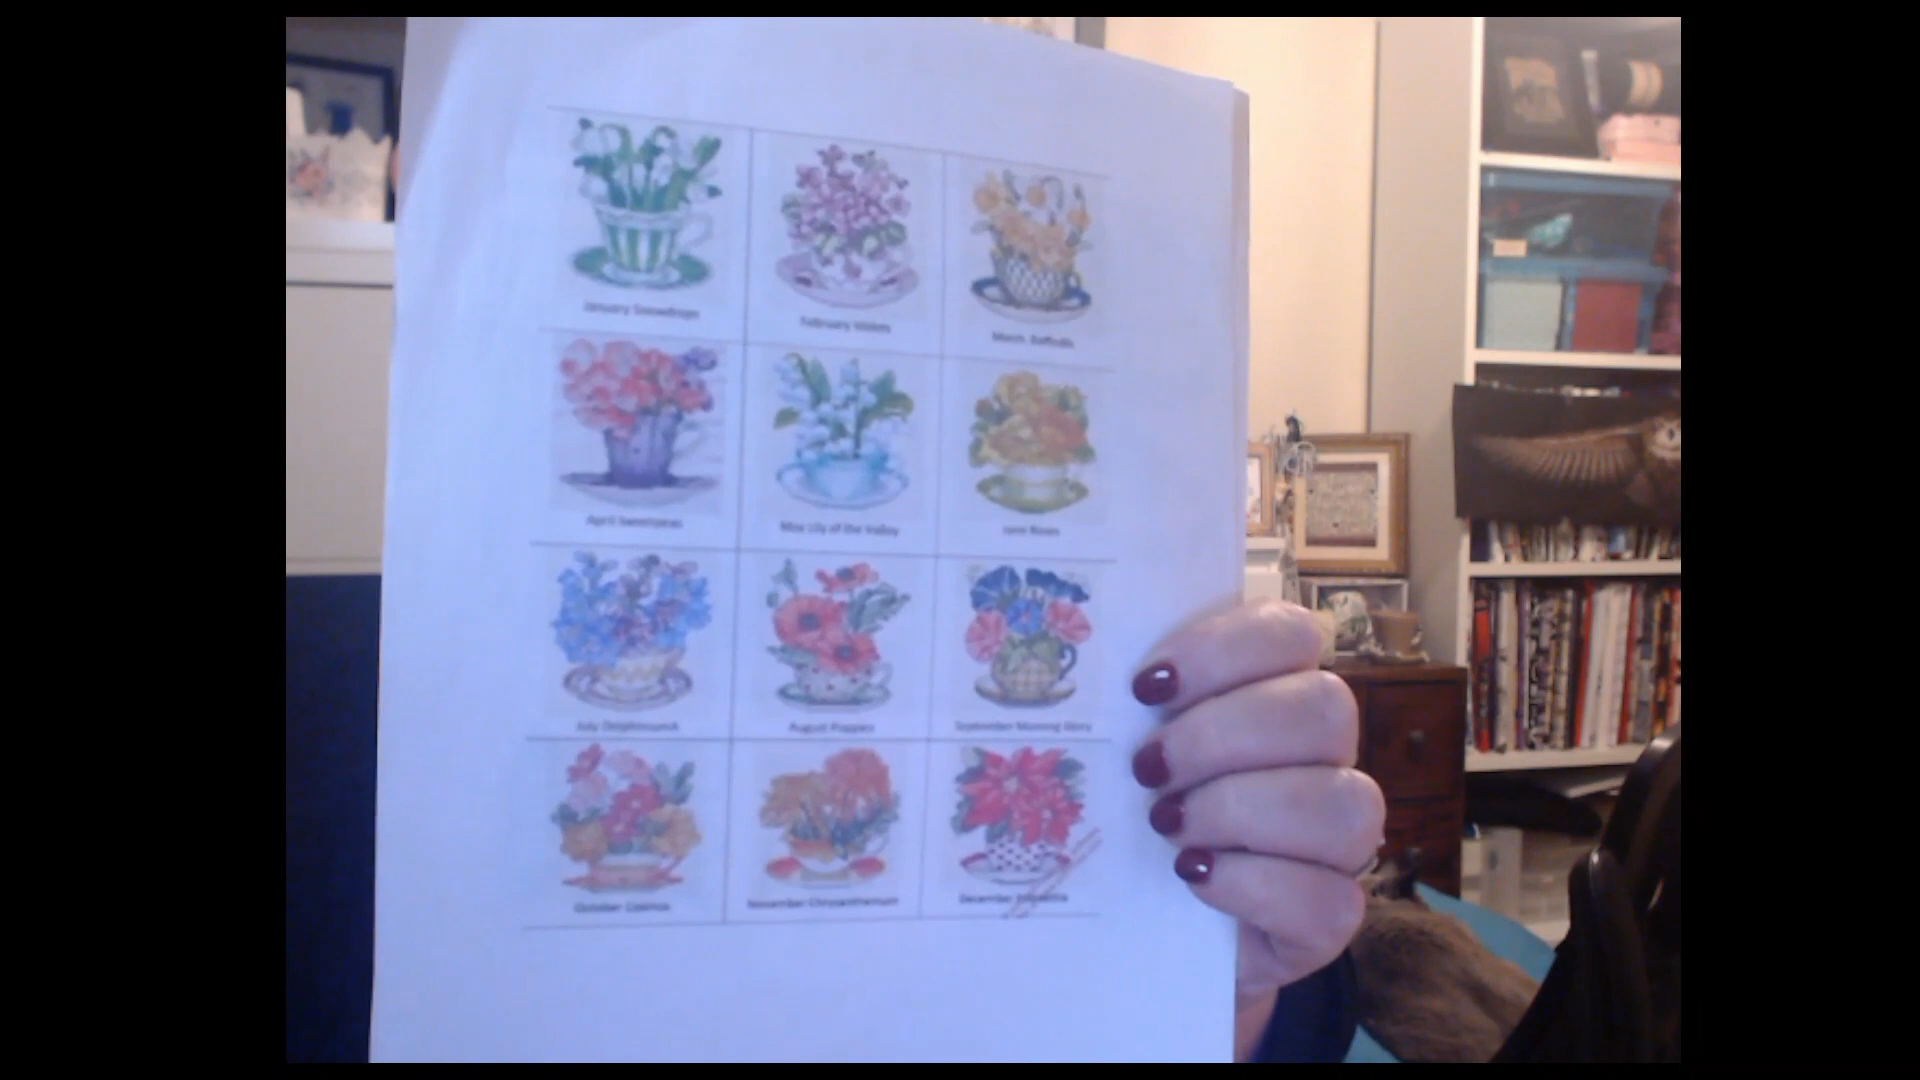 January Snowdrops
February Violets
March Daffodils
April Sweetpeas
May Lily of the Valley
June Roses
July
August Poppies
September Morning Glory
October Cosmos
November Chrysanthemum
December